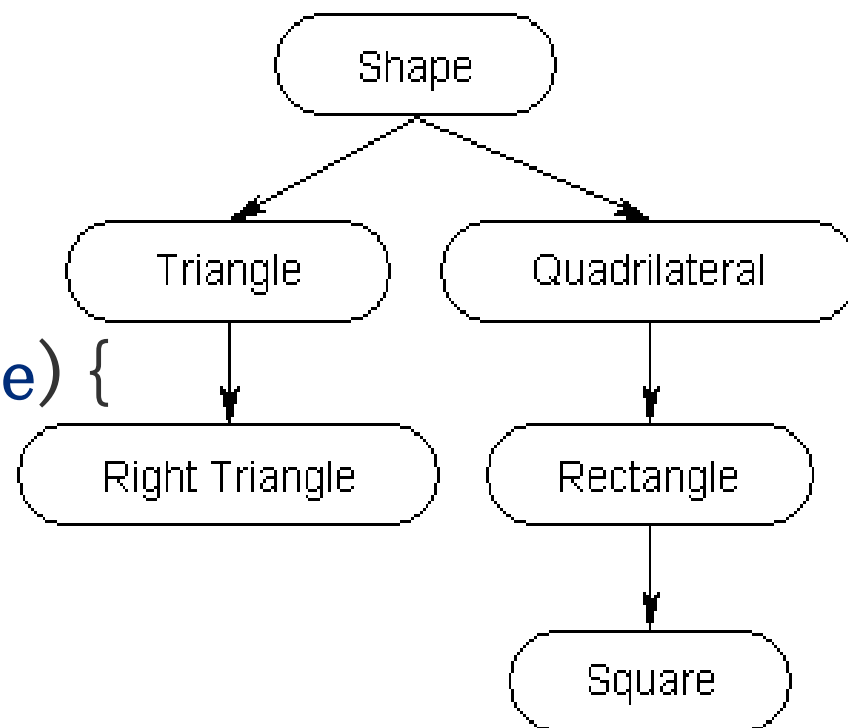 Shape
Triangle Quadrilateral
e) {
Right Triangle Rectangle
Square